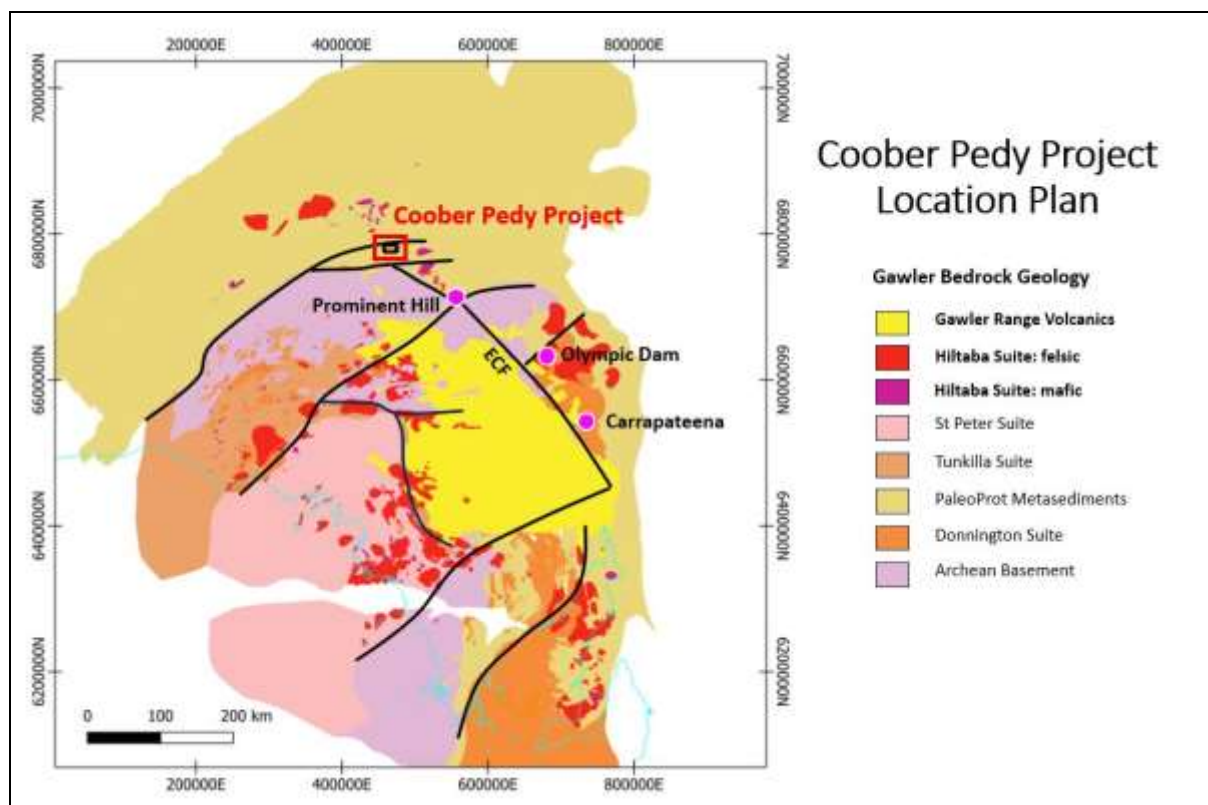 200000E 400000E 600000E 800000E
7000000N
7000000N
6800000N
6800000N
6600000N
6600000N
6400000N
6400000N
6200000N
6200000N
Coober Pedy Project
Prominent Hill
ECF
Olympic Dam
Carrapateena
0 100 200 km
200000E 400000E 600000E 800000E
Coober Pedy Project
Location Plan
Gawler Bedrock Geology
Gawler Range Volcanics
Hiltaba Suite: felsic
Hiltaba Suite: mafic
St Peter Suite
Tunkilla Suite
PaleoProt Metasediments
Donnington Suite
Archean Basement